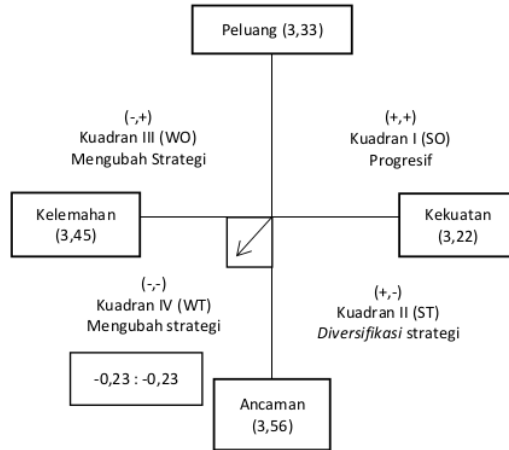 Peluang (3,33)
(-,+)
Kuadran III (WO)
Mengubah Strategi
(+,+)
Kuadran I (SO)
Progresif
Kelemahan
(3,45)
Kekuatan
(3,22)
(-,-)
Kuadran IV (WT)
Mengubah strategi
(+,-)
Kuadran II (ST)
Diversifikasi strategi
-0,23 : -0,23
Ancaman
(3,56)